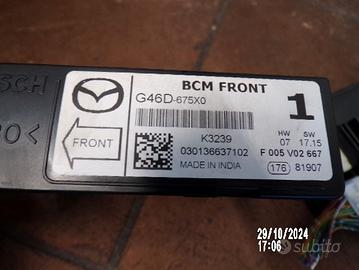 BCM FRONT
G46D-675X0
1
SCH
FRONT
K3239
030136637102
MADE IN INDIA
HW SW
07 17.15
F 005 V02 667
176 81907
29/10/2024
17:06
subito